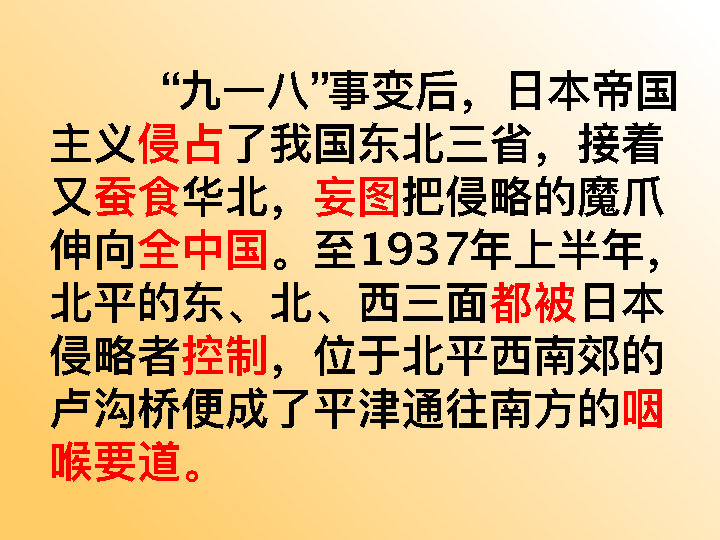 “九一八”事变后，日本帝国
主义侵占了我国东北三省，接着
又蚕食华北，妄图把侵略的魔爪
伸向全中国。至1937年上半年，
北平的东、北、西三面都被日本
侵略者控制，位于北平西南郊的
卢沟桥便成了平津通往南方的咽
喉要道。